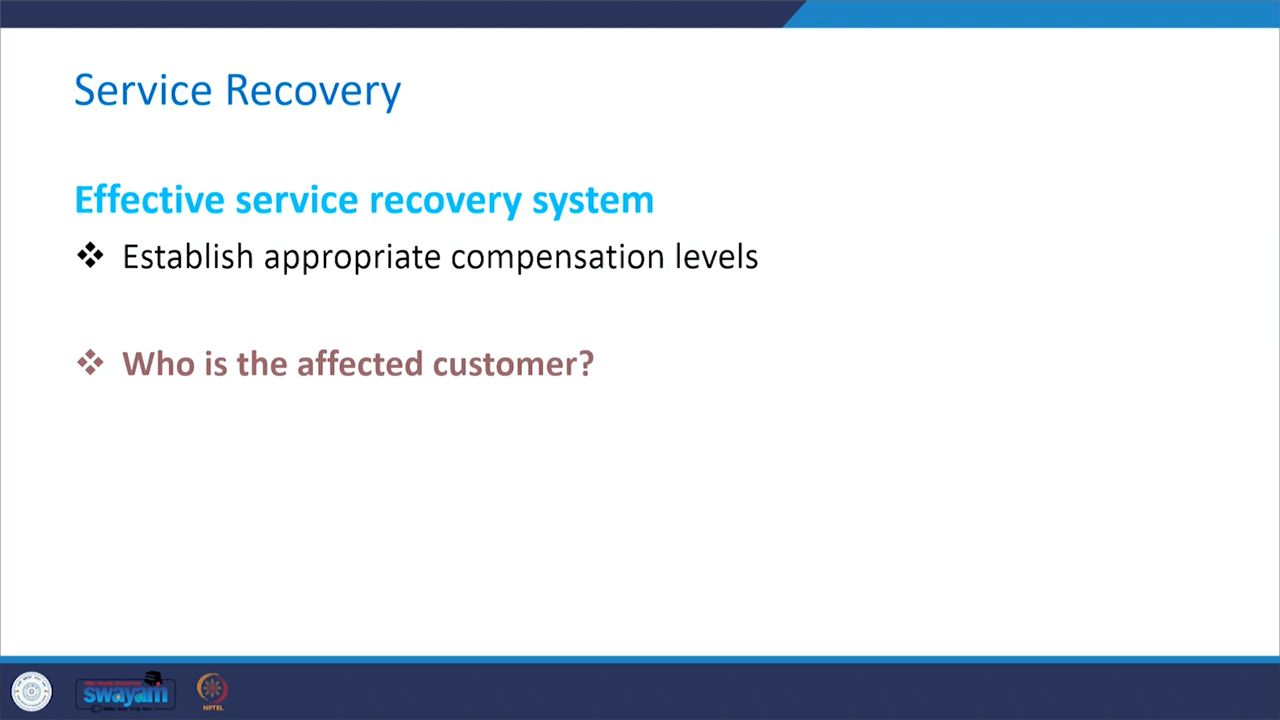 Service Recovery
Effective service recovery system
❖ Establish appropriate compensation levels
❖ Who is the affected customer?
swayam
NPTEL